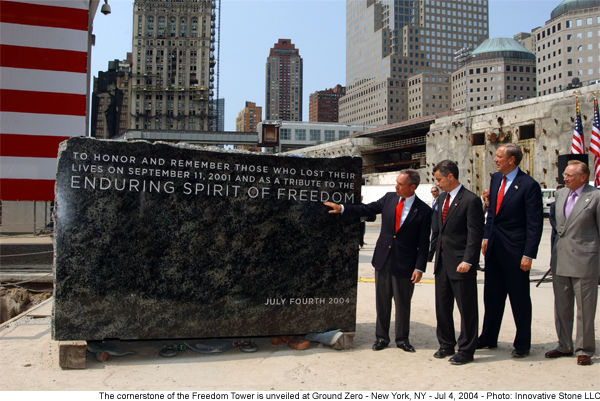 TO HONOR AND REMEMBER THOSE WHO LOST THEIR
LIVES ON SEPTEMBER 11, 2001 AND AS A TRIBUTE TO THE
ENDURING SPIRIT OF FREEDOM
JULY FOURTH 2004
The cornerstone of the Freedom Tower is unveiled at Ground Zero - New York, NY - Jul 4, 2004 - Photo: Innovative Stone LLC